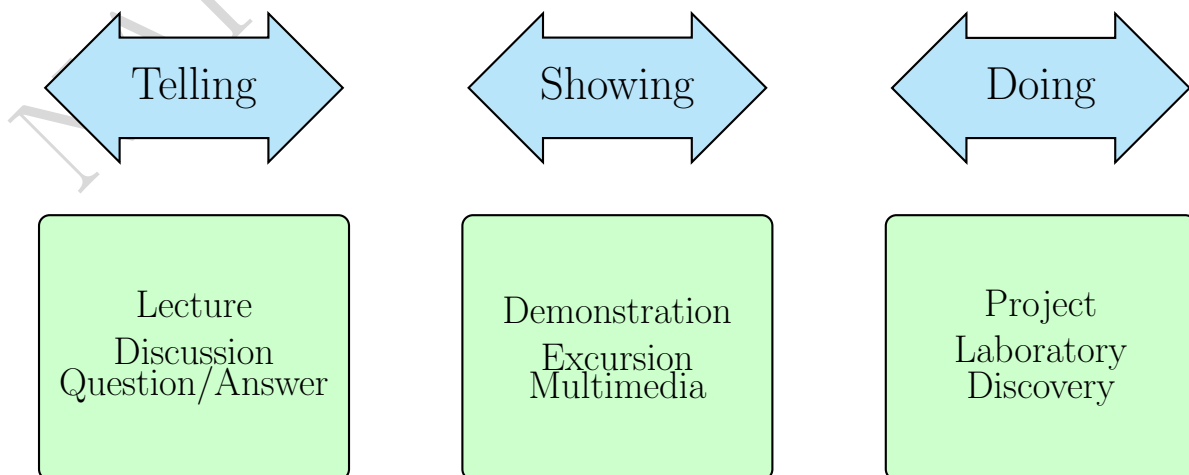 Telling
Showing
Doing
Lecture
Discussion
Question/Answer
Demonstration
Excursion
Multimedia
Project
Laboratory
Discovery